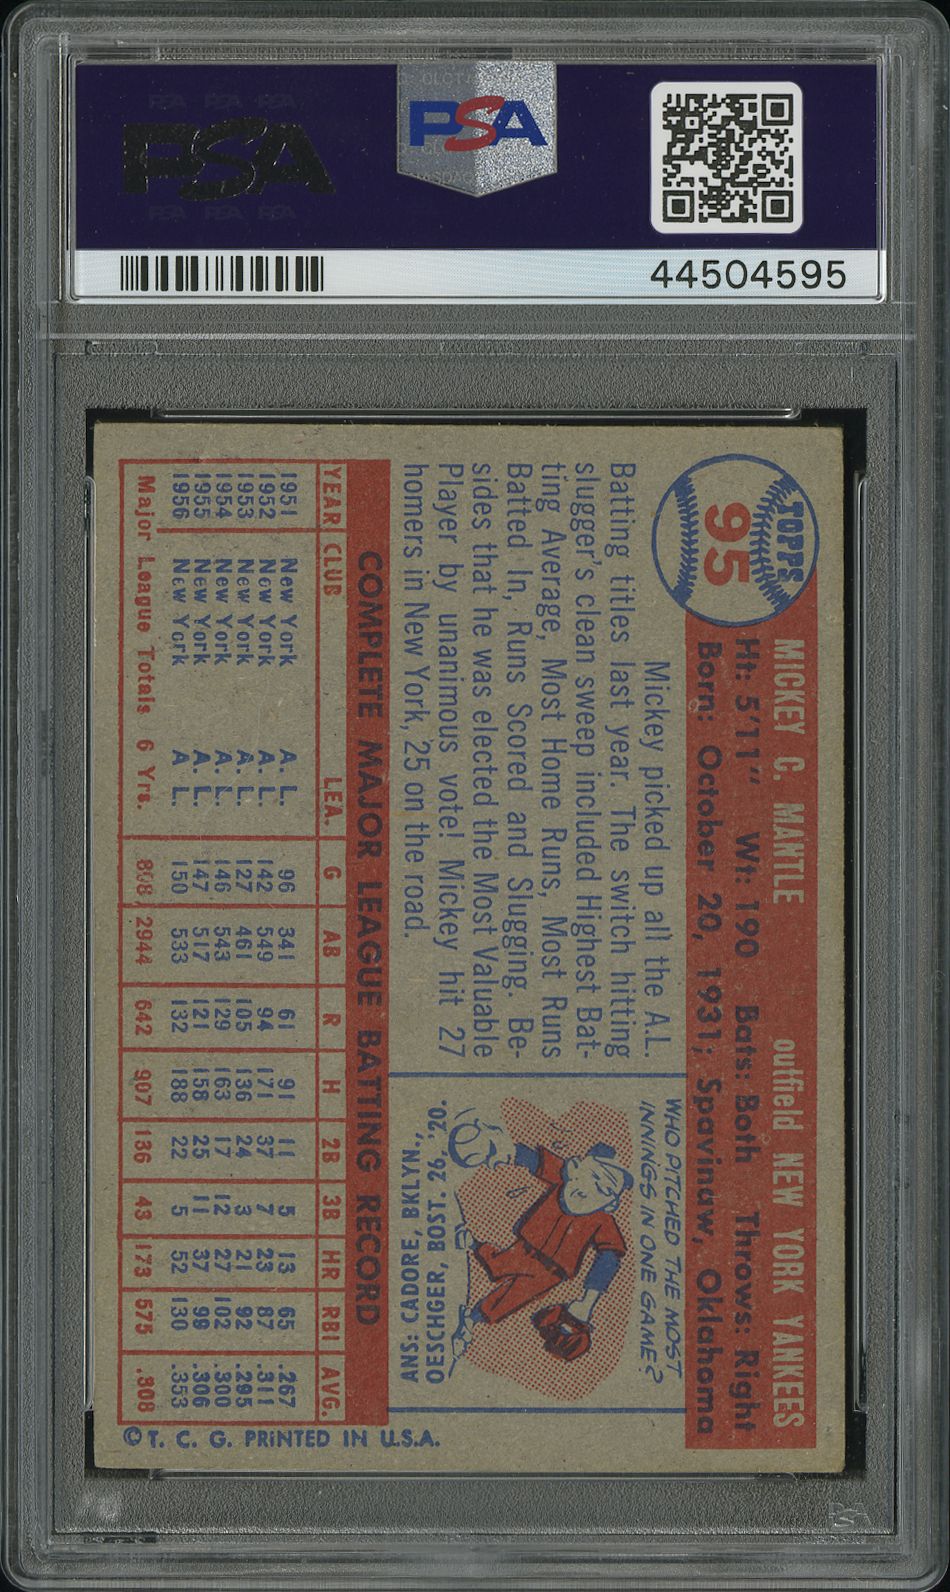 PSA PSA PSA
PSA
PSA PSA PSA
PSA
44504595
TOPPS
95
MICKEY C. MANTLE outfield NEW YORK YANKEES
Ht: 5'11" Wt: 190 Bats: Both Throws: Right
Born: October 20, 1931; Spavinaw, Oklahoma
Mickey picked up all the A.L.
Batting titles last year. The switch hitting
slugger's clean sweep included Highest Bat-
ting Average, Most Home Runs, Most Runs
Batted In, Runs Scored and Slugging. Be-
sides that he was elected the Most Valuable
Player by unanimous vote! Mickey hit 27
homers in New York, 25 on the road.
WHO PITCHED THE MOST
INNINGS IN ONE GAME?
ANS: CADORE, BKLYN.,
OESCHGER, BOST. 26, '20.
COMPLETE MAJOR LEAGUE BATTING RECORD
YEAR CLUB LEA. G AB R H 2B 3B HR RBI AVG.
1951 New York A. L. 96 341 61 91 11 5 13 65 .267
1952 New York A. L. 142 549 94 171 37 7 23 87 .311
1953 New York A. L. 127 461 105 136 24 3 21 92 .295
1954 New York A. L. 146 543 129 163 17 12 27 102 .300
1955 New York A. L. 147 517 121 158 25 11 37 99 .306
1956 New York A. L. 150 533 132 188 22 5 52 130 .353
Major League Totals 6 Yrs. 808 2944 642 907 136 43 173 575 .308
© T. C. G. PRINTED IN U.S.A.
PSA